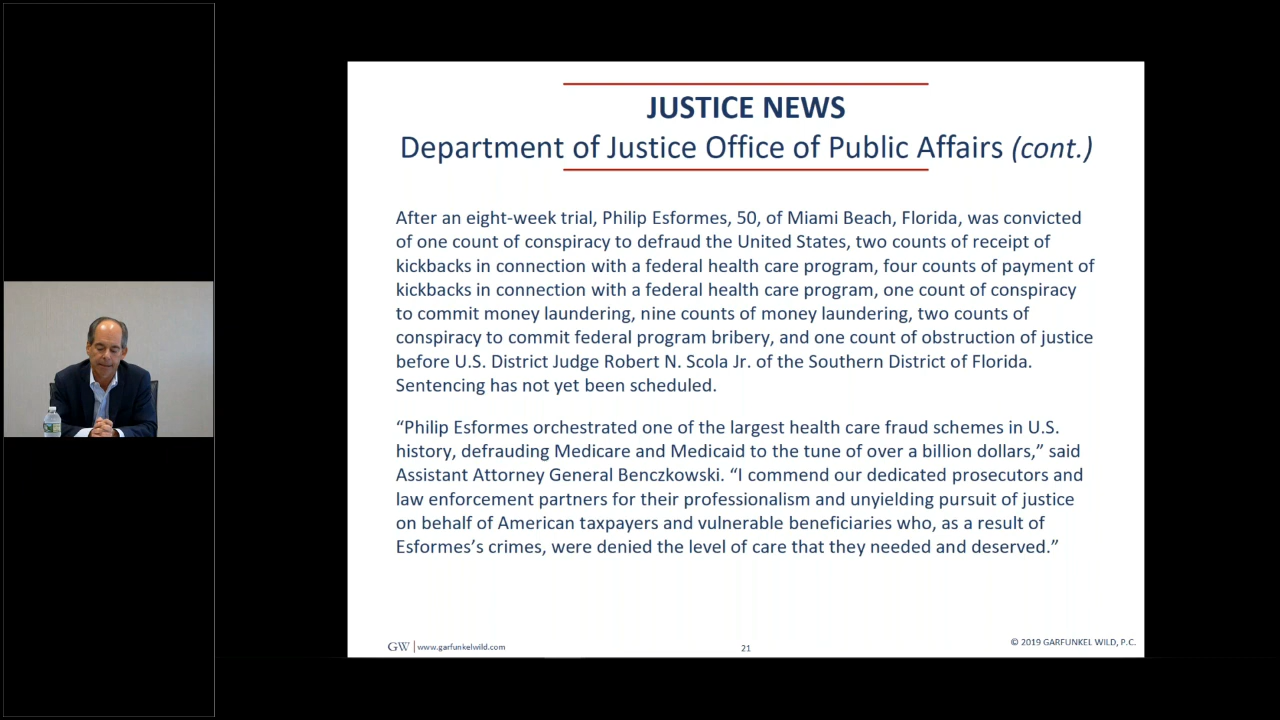 JUSTICE NEWS
Department of Justice Office of Public Affairs (cont.)
After an eight-week trial, Philip Esformes, 50, of Miami Beach, Florida, was convicted
of one count of conspiracy to defraud the United States, two counts of receipt of
kickbacks in connection with a federal health care program, four counts of payment of
kickbacks in connection with a federal health care program, one count of conspiracy
to commit money laundering, nine counts of money laundering, two counts of
conspiracy to commit federal program bribery, and one count of obstruction of justice
before U.S. District Judge Robert N. Scola Jr. of the Southern District of Florida.
Sentencing has not yet been scheduled.
“Philip Esformes orchestrated one of the largest health care fraud schemes in U.S.
history, defrauding Medicare and Medicaid to the tune of over a billion dollars,” said
Assistant Attorney General Benczkowski. “I commend our dedicated prosecutors and
law enforcement partners for their professionalism and unyielding pursuit of justice
on behalf of American taxpayers and vulnerable beneficiaries who, as a result of
Esformes’s crimes, were denied the level of care that they needed and deserved.”
GW | www.garfunkelwild.com
21
© 2019 GARFUNKEL WILD, P.C.